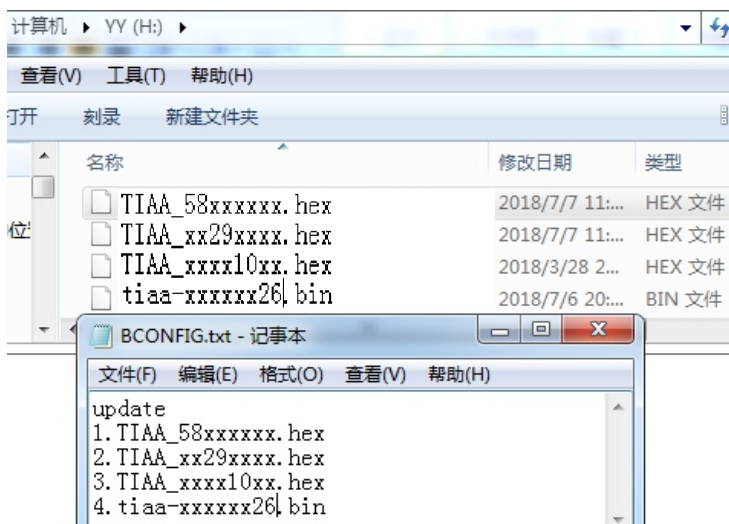 计算机 ▸ YY (H:) ▸
查看(V) 工具(T) 帮助(H)
打开 刻录 新建文件夹
名称 修改日期 类型
TIAA_58xxxxxx.hex 2018/7/7 11:... HEX 文件
TIAA_xx29xxxx.hex 2018/7/7 11:... HEX 文件
TIAA_xxxx10xx.hex 2018/3/28 2... HEX 文件
tiaa-xxxxxx26.bin 2018/7/6 20:... BIN 文件
位
BCONFIG.txt - 记事本
文件(F) 编辑(E) 格式(O) 查看(V) 帮助(H)
update
1.TIAA_58xxxxxx.hex
2.TIAA_xx29xxxx.hex
3.TIAA_xxxx10xx.hex
4.tiaa-xxxxxx26.bin